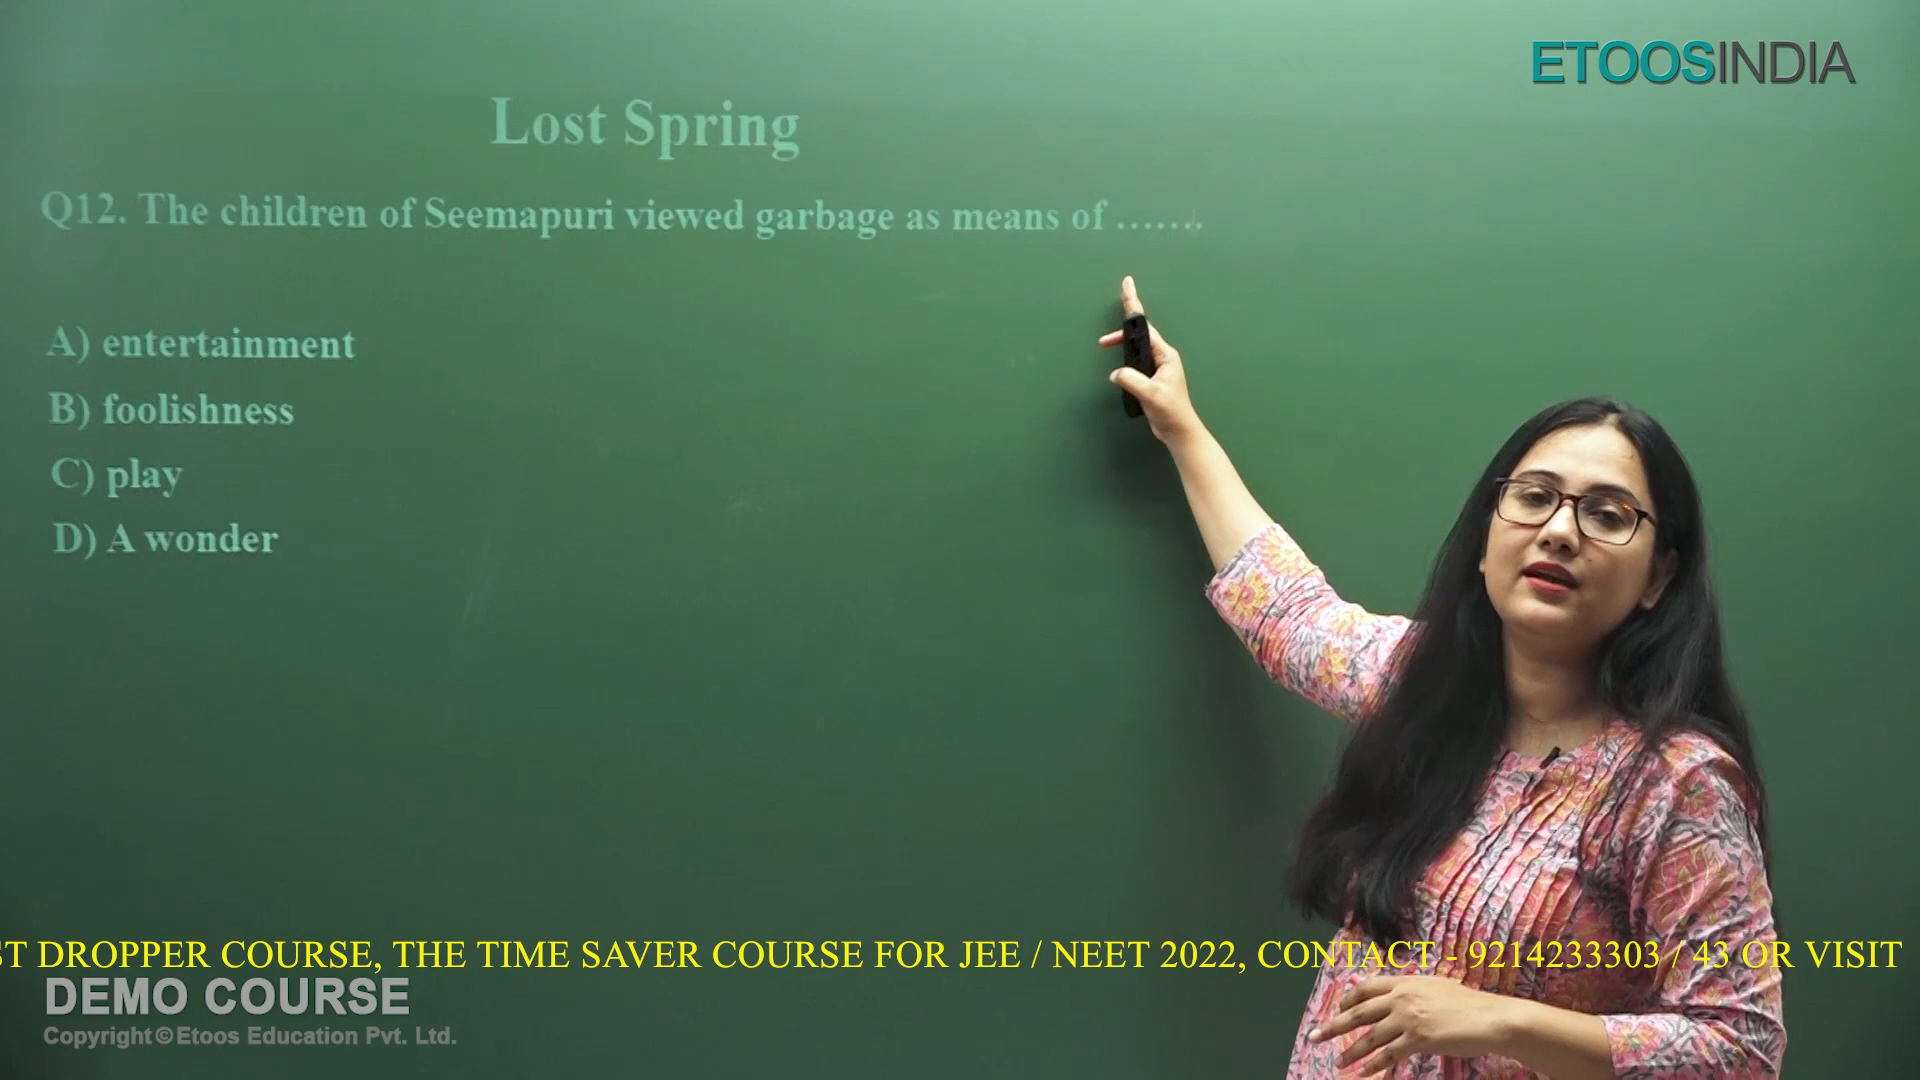 ETOOSINDIA
Lost Spring
Q12. The children of Seemapuri viewed garbage as means of .......
A) entertainment
B) foolishness
C) play
D) A wonder
ST DROPPER COURSE, THE TIME SAVER COURSE FOR JEE / NEET 2022, CONTACT - 9214233303 / 43 OR VISIT
DEMO COURSE
Copyright © Etoos Education Pvt. Ltd.